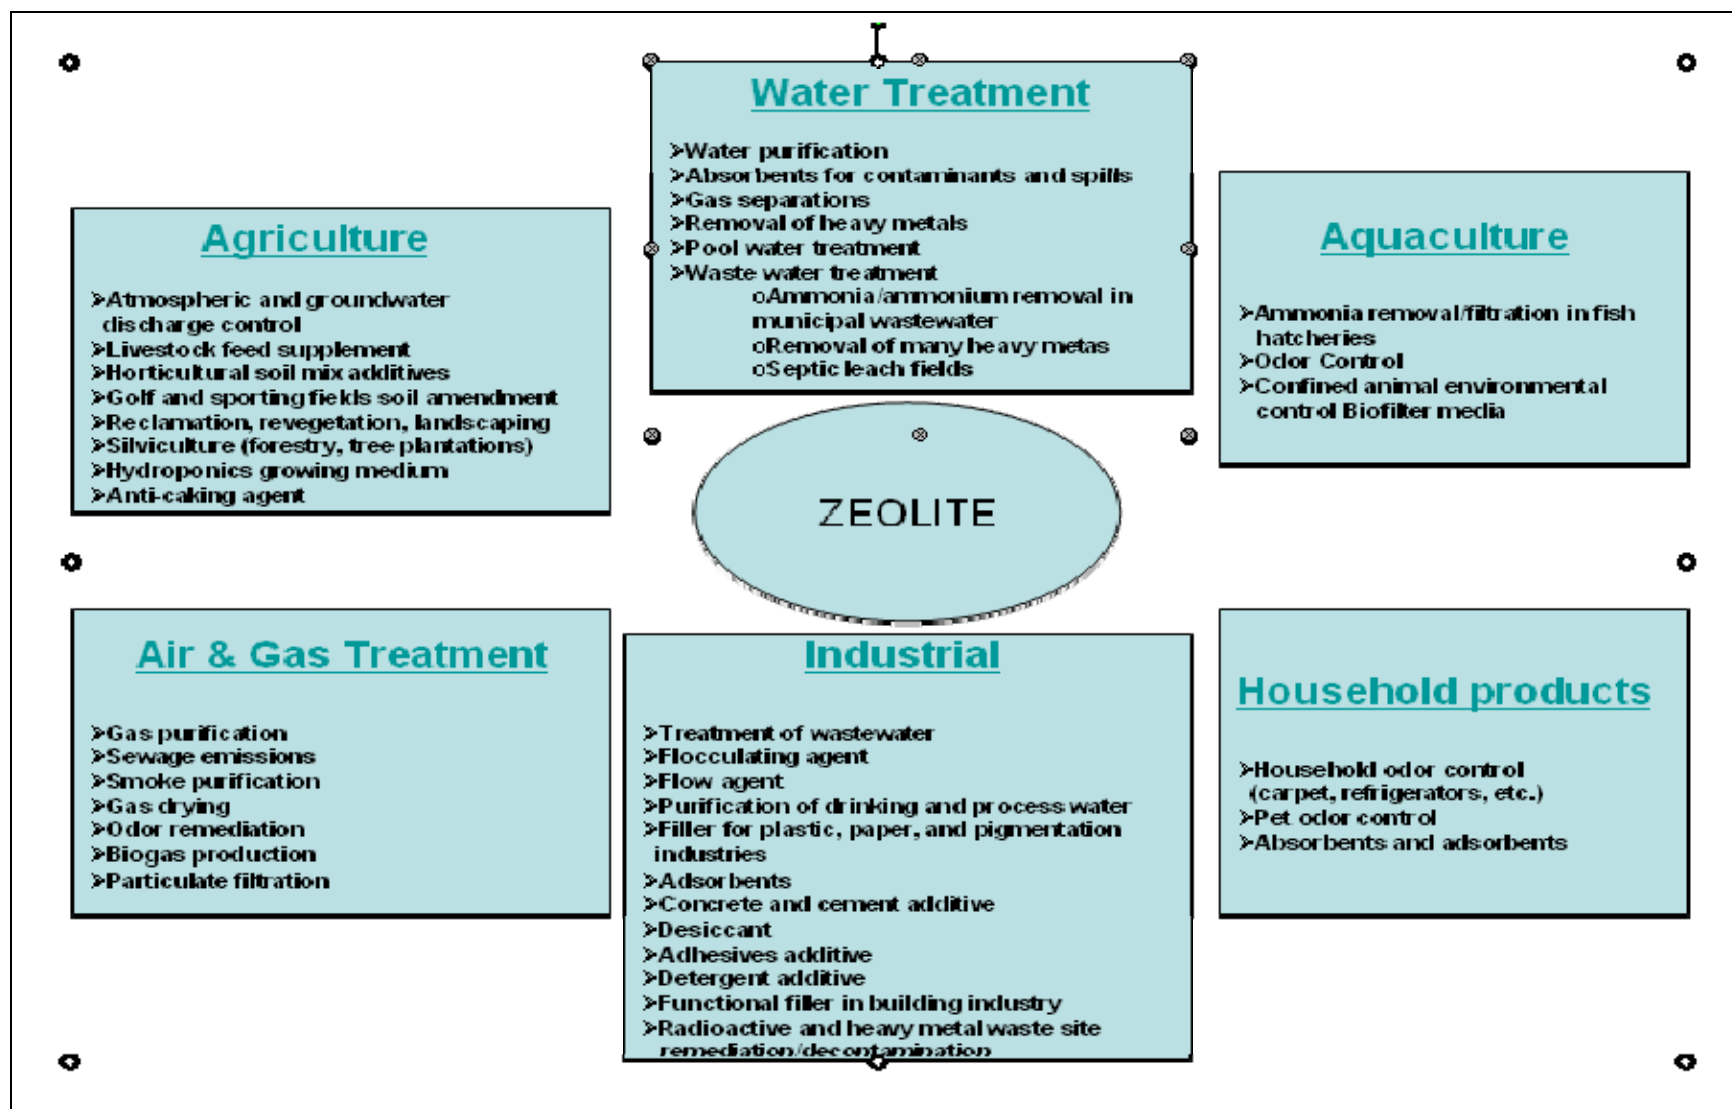 Water Treatment
➢Water purification
➢Absorbents for contaminants and spills
➢Gas separations
➢Removal of heavy metals
➢Pool water treatment
➢Waste water treatment
oAmmonia/ammonium removal in
municipal wastewater
oRemoval of many heavy metas
oSeptic leach fields
Agriculture
➢Atmospheric and groundwater
discharge control
➢Livestock feed supplement
➢Horticultural soil mix additives
➢Golf and sporting fields soil amendment
➢Reclamation, revegetation, landscaping
➢Silviculture (forestry, tree plantations)
➢Hydroponics growing medium
➢Anti-caking agent
Aquaculture
➢Ammonia removal/filtration in fish
hatcheries
➢Odor Control
➢Confined animal environmental
control Biofilter media
ZEOLITE
Air & Gas Treatment
➢Gas purification
➢Sewage emissions
➢Smoke purification
➢Gas drying
➢Odor remediation
➢Biogas production
➢Particulate filtration
Industrial
➢Treatment of wastewater
➢Flocculating agent
➢Flow agent
➢Purification of drinking and process water
➢Filler for plastic, paper, and pigmentation
industries
➢Adsorbents
➢Concrete and cement additive
➢Desiccant
➢Adhesives additive
➢Detergent additive
➢Functional filler in building industry
➢Radioactive and heavy metal waste site
remediation/decontamination
Household products
➢Household odor control
(carpet, refrigerators, etc.)
➢Pet odor control
➢Absorbents and adsorbents